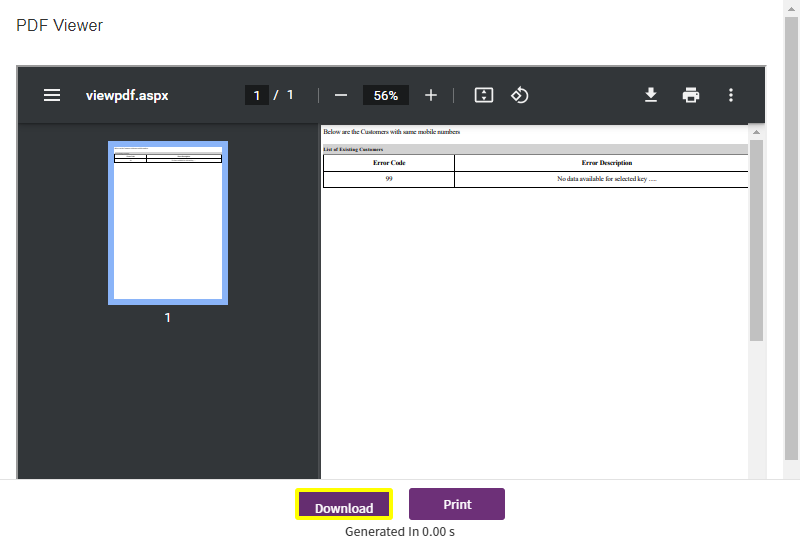 PDF Viewer
viewpdf.aspx
1 / 1
56%
Below are the Customers with same mobile numbers
List of Existing Customers
Error Code Error Description
99 No data available for selected key .....
1
Download Print
Generated In 0.00 s